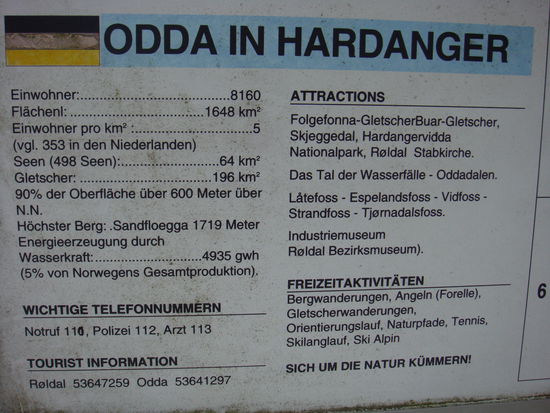 ODDA IN HARDANGER
Einwohner:..............................8160
Flächenl:.........................1648 km²
Einwohner pro km² :.....................5
(vgl. 353 in den Niederlanden)
Seen (498 Seen):...................64 km²
Gletscher:..........................196 km²
90% der Oberfläche über 600 Meter über
N.N.
Höchster Berg: .Sandfloegga 1719 Meter
Energieerzeugung durch
Wasserkraft:.....................4935 gwh
(5% von Norwegens Gesamtproduktion).
WICHTIGE TELEFONNUMMERN
Notruf 110, Polizei 112, Arzt 113
TOURIST INFORMATION
Røldal 53647259 Odda 53641297
ATTRACTIONS
Folgefonna-GletscherBuar-Gletscher,
Skjeggedal, Hardangervidda
Nationalpark, Røldal Stabkirche.
Das Tal der Wasserfälle - Oddadalen.
Låtefoss - Espelandsfoss - Vidfoss -
Strandfoss - Tjørnadalsfoss.
Industriemuseum
Røldal Bezirksmuseum).
FREIZEITAKTIVITÄTEN
Bergwanderungen, Angeln (Forelle),
Gletscherwanderungen,
Orientierungslauf, Naturpfade, Tennis,
Skilanglauf, Ski Alpin
SICH UM DIE NATUR KÜMMERN!
6